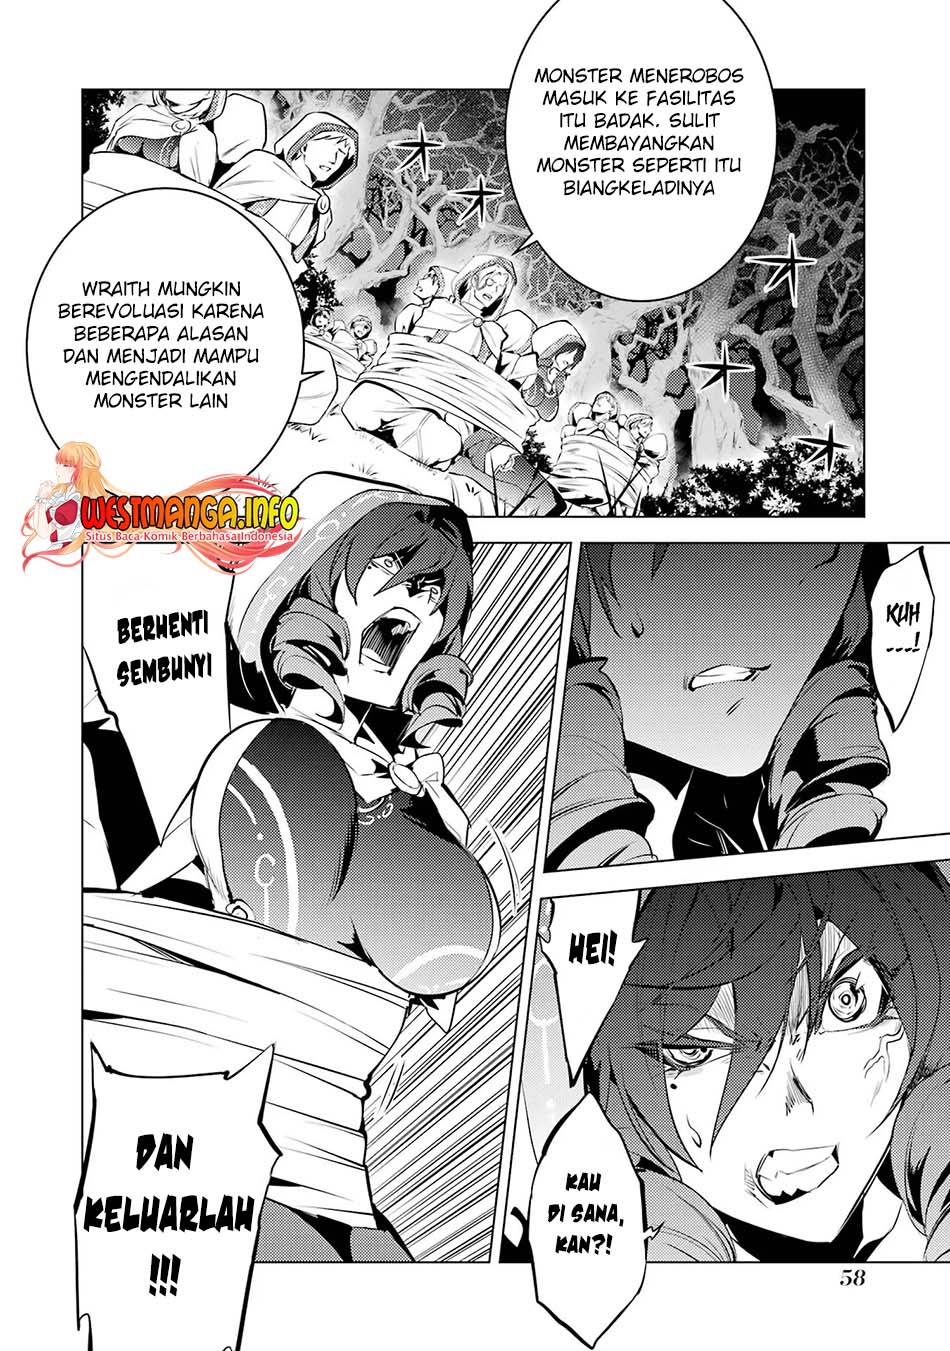 MONSTER MENEROBOS
MASUK KE FASILITAS
ITU BADAK. SULIT
MEMBAYANGKAN
MONSTER SEPERTI ITU
BIANGKELADINYA
WRAITH MUNGKIN
BEREVOLUASI KARENA
BEBERAPA ALASAN
DAN MENJADI MAMPU
MENGENDALIKAN
MONSTER LAIN
WESTMANGA.INFO
Situs Baca Komik Berbahasa Indonesia
KUH
....!
HEI!
KAU
DI SANA,
KAN?!
BERHENTI
SEMBUNYI
DAN
KELUARLAH
!!!
58